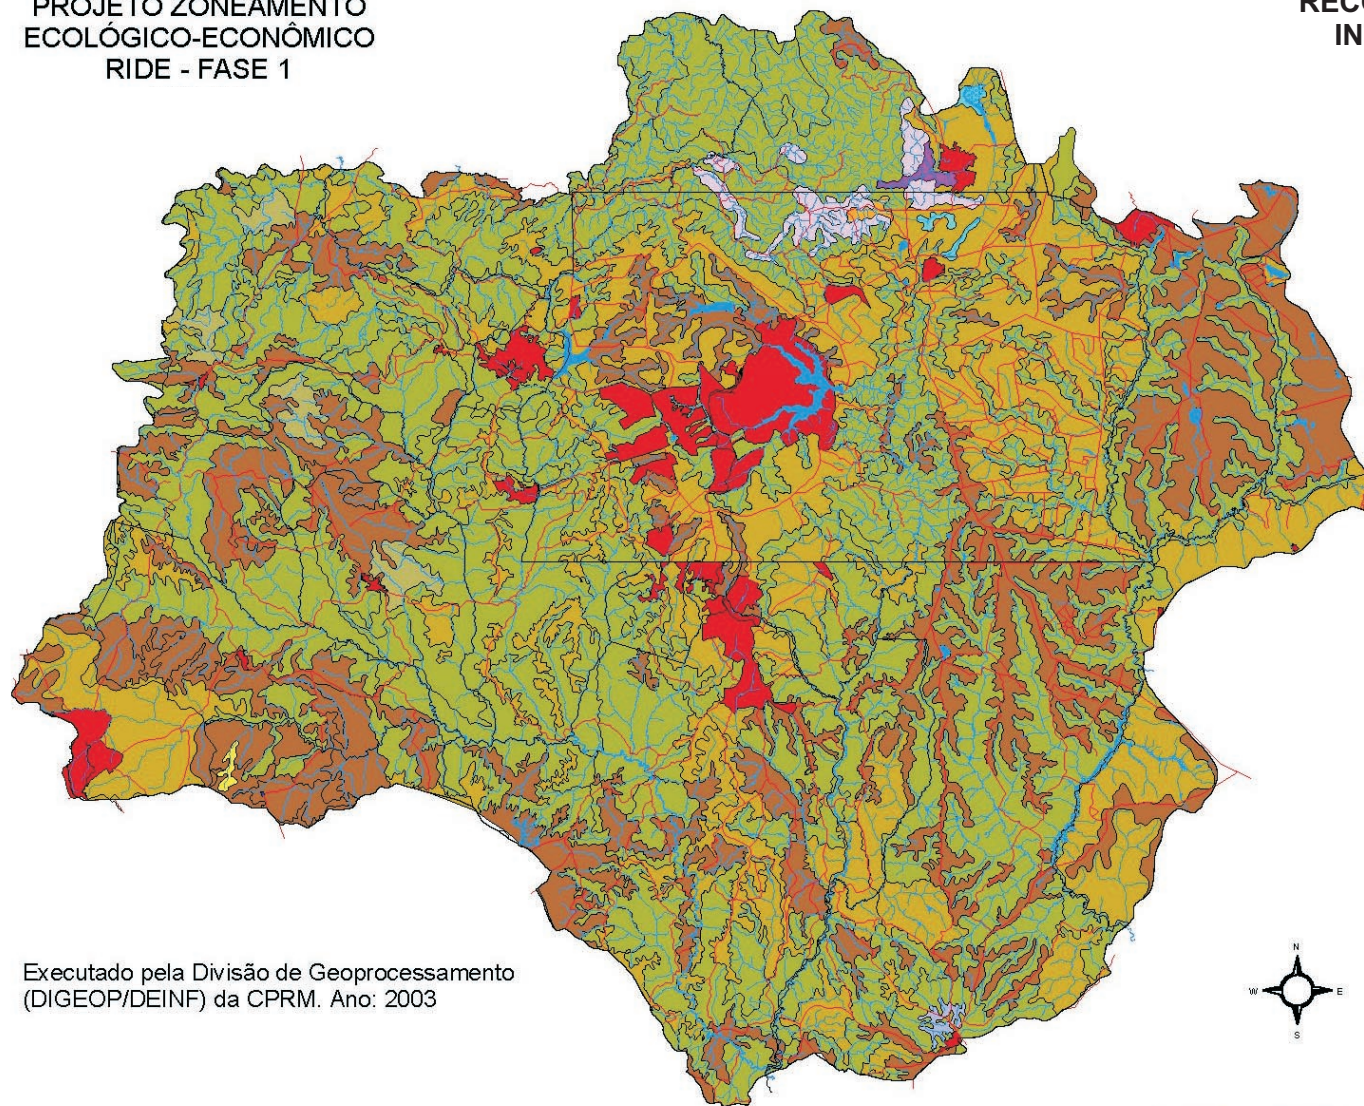 PROJETO ZONEAMENTO
ECOLÓGICO-ECONÔMICO
RIDE - FASE 1
Executado pela Divisão de Geoprocessamento
(DIGEOP/DEINF) da CPRM. Ano: 2003
N
W E
S